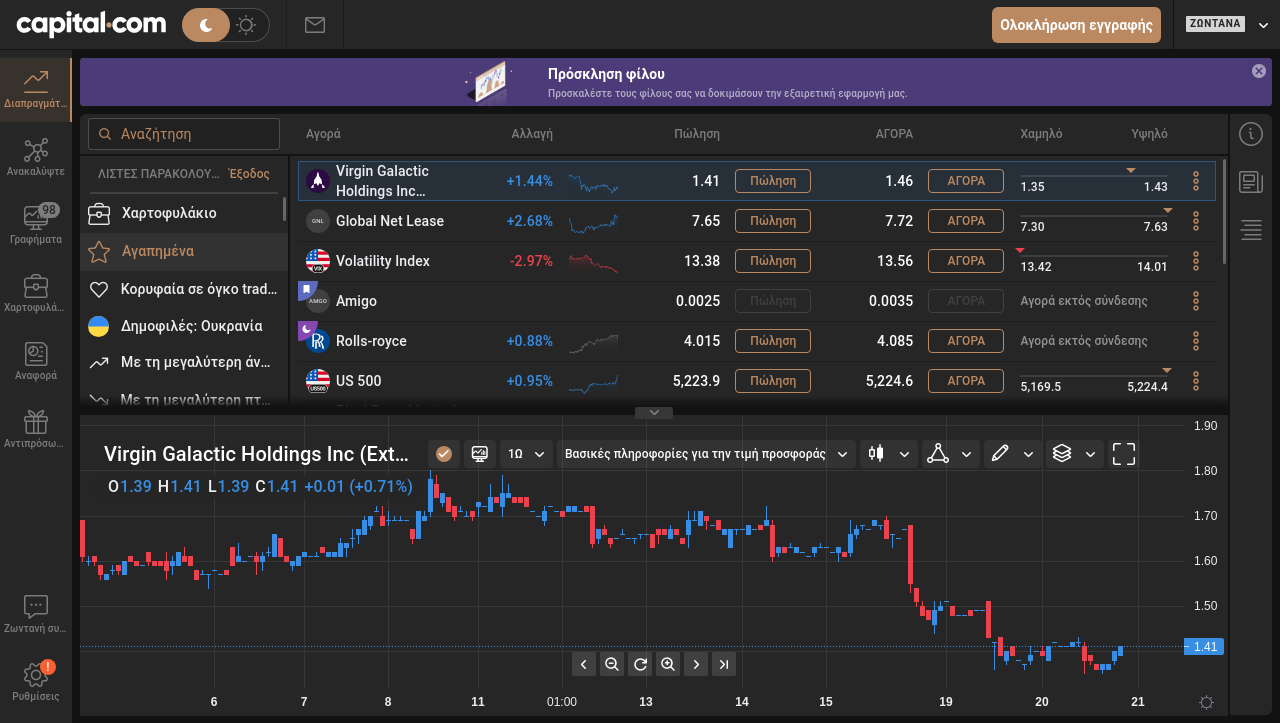 capital.com
Ολοκλήρωση εγγραφής
ΖΩΝΤΑΝΑ
Πρόσκληση φίλου
Προσκαλέστε τους φίλους σας να δοκιμάσουν την εξαιρετική εφαρμογή μας.
Διαπραγμάτ...
Ανακαλύψτε
98
Γραφήματα
Χαρτοφυλά...
Αναφορά
Αντιπρόσω...
Ζωντανή συ...
!
Ρυθμίσεις
Αναζήτηση
ΛΙΣΤΕΣ ΠΑΡΑΚΟΛΟΥ... Έξοδος
Χαρτοφυλάκιο
Αγαπημένα
Κορυφαία σε όγκο trad...
Δημοφιλές: Ουκρανία
Με τη μεγαλύτερη άν...
Με τη μεγαλύτερη πτ...
Αγορά Αλλαγή Πώληση ΑΓΟΡΑ Χαμηλό Υψηλό
Virgin Galactic
Holdings Inc... +1.44% 1.41 Πώληση 1.46 ΑΓΟΡΑ 1.35 1.43
GNL Global Net Lease +2.68% 7.65 Πώληση 7.72 ΑΓΟΡΑ 7.30 7.63
VIX Volatility Index -2.97% 13.38 Πώληση 13.56 ΑΓΟΡΑ 13.42 14.01
AMGO Amigo 0.0025 Πώληση 0.0035 ΑΓΟΡΑ Αγορά εκτός σύνδεσης
Rolls-royce +0.88% 4.015 Πώληση 4.085 ΑΓΟΡΑ Αγορά εκτός σύνδεσης
US500 US 500 +0.95% 5,223.9 Πώληση 5,224.6 ΑΓΟΡΑ 5,169.5 5,224.4
Virgin Galactic Holdings Inc (Ext... 1Ω Βασικές πληροφορίες για την τιμή προσφοράς
O1.39 H1.41 L1.39 C1.41 +0.01 (+0.71%)
1.90
1.80
1.70
1.60
1.50
1.41
6 7 8 11 01:00 13 14 15 19 20 21